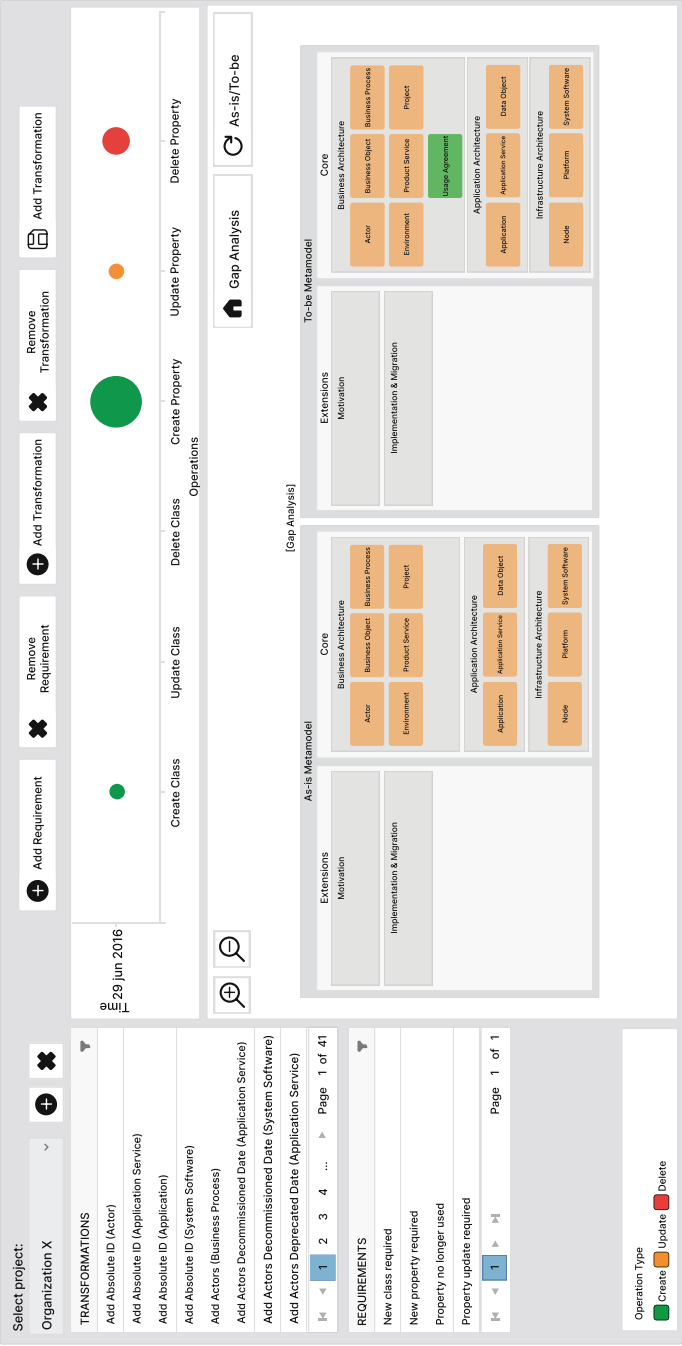 Select project:
Organization X
Add Requirement
Remove
Requirement
Add Transformation
Remove
Transformation
Add Transformation
TRANSFORMATIONS
Add Absolute ID (Actor)
Add Absolute ID (Application Service)
Add Absolute ID (Application)
Add Absolute ID (System Software)
Add Actors (Business Process)
Add Actors Decommissioned Date (Application Service)
Add Actors Decommissioned Date (System Software)
Add Actors Deprecated Date (Application Service)
1 2 3 4 ... Page 1 of 41
REQUIREMENTS
New class required
New property required
Property no longer used
Property update required
1 Page 1 of 1
Operation Type
Create Update Delete
Time
29 jun 2016
Create Class Update Class Delete Class Create Property Update Property Delete Property
Operations
Gap Analysis
As-is/To-be
[Gap Analysis]
As-is Metamodel
Extensions
Motivation
Implementation & Migration
Core
Business Architecture
Actor Business Object Business Process
Environment Product Service Project
Application Architecture
Application Application Service Data Object
Infrastructure Architecture
Node Platform System Software
To-be Metamodel
Extensions
Motivation
Implementation & Migration
Core
Business Architecture
Actor Business Object Business Process
Environment Product Service Project
Usage Agreement
Application Architecture
Application Application Service Data Object
Infrastructure Architecture
Node Platform System Software